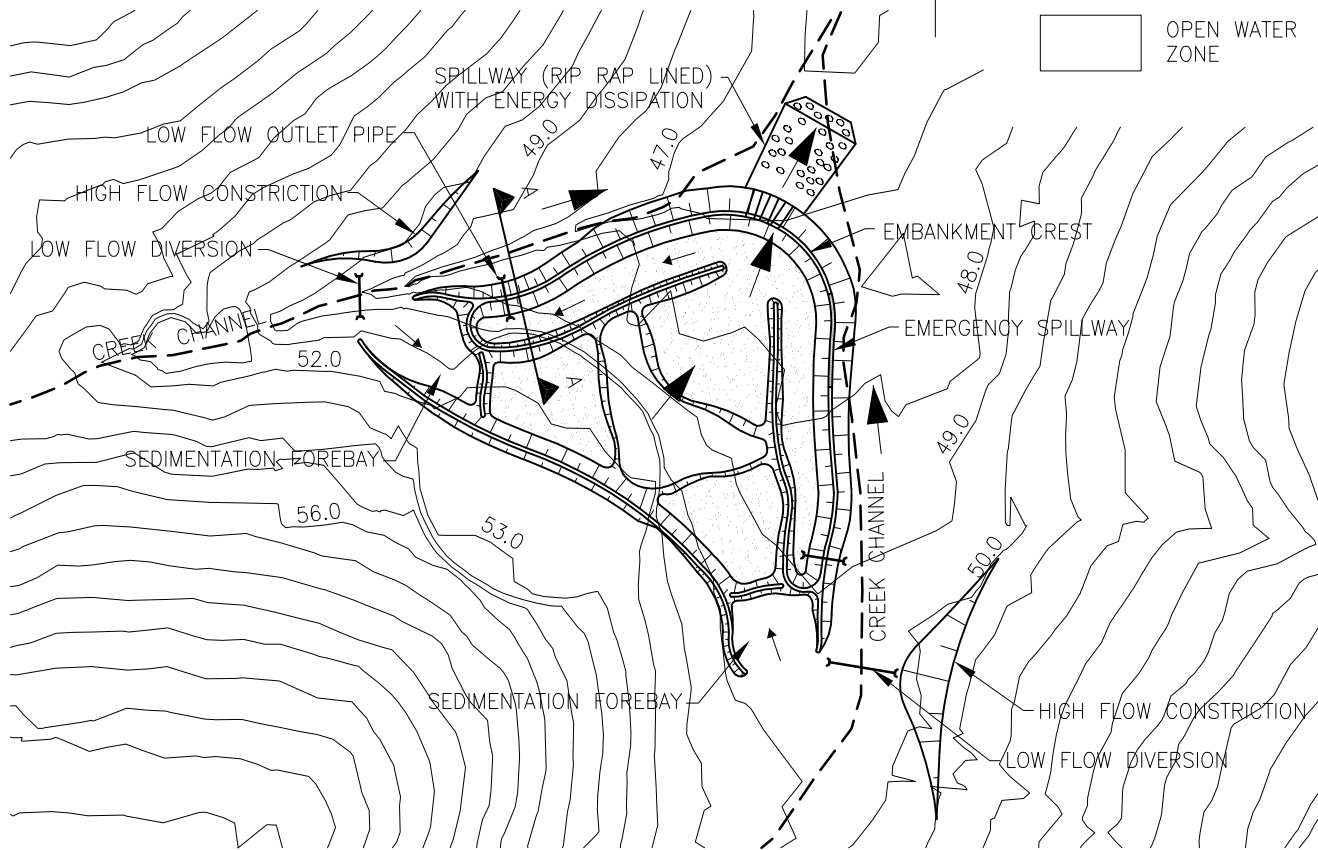 OPEN WATER
ZONE
SPILLWAY (RIP RAP LINED)
WITH ENERGY DISSIPATION
LOW FLOW OUTLET PIPE
49.0
47.0
HIGH FLOW CONSTRICTION
A
LOW FLOW DIVERSION
EMBANKMENT CREST
48.0
CREEK CHANNEL
EMERGENCY SPILLWAY
52.0
A
49.0
SEDIMENTATION FOREBAY
56.0
53.0
CREEK CHANNEL
50.0
SEDIMENTATION FOREBAY
HIGH FLOW CONSTRICTION
LOW FLOW DIVERSION